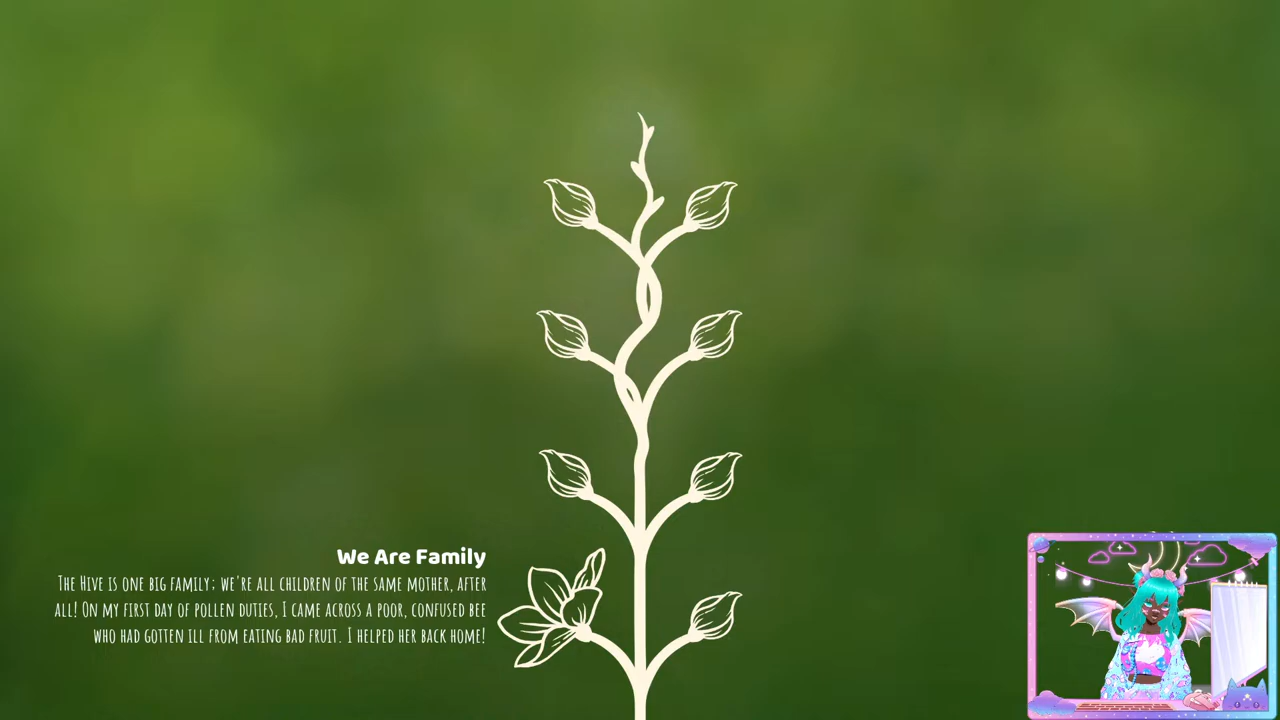 We Are Family
The Hive is one big family; we're all children of the same mother, after
all! On my first day of pollen duties, I came across a poor, confused bee
who had gotten ill from eating bad fruit. I helped her back home!